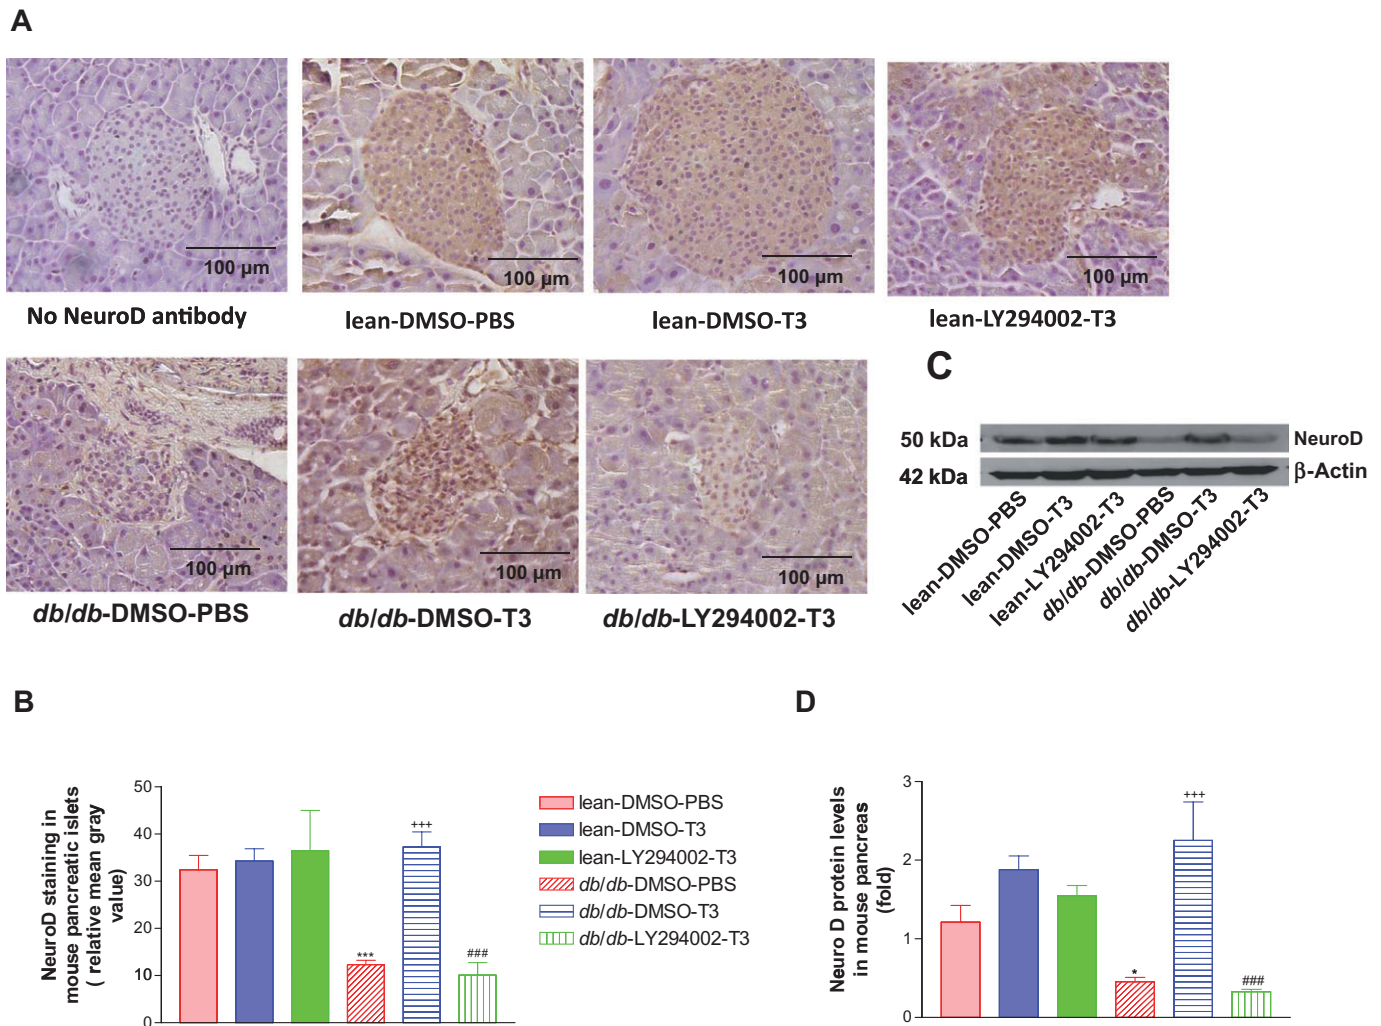 A
100 µm
100 µm
100 µm
100 µm
No NeuroD antibody
lean-DMSO-PBS
lean-DMSO-T3
lean-LY294002-T3
100 µm
100 µm
100 µm
db/db-DMSO-PBS
db/db-DMSO-T3
db/db-LY294002-T3
C
50 kDa
NeuroD
42 kDa
β-Actin
lean-DMSO-PBS
lean-DMSO-T3
lean-LY294002-T3
db/db-DMSO-PBS
db/db-DMSO-T3
db/db-LY294002-T3
B
NeuroD staining in
mouse pancreatic islets
( relative mean gray
value)
50
40
30
20
10
0
***
+++
###
lean-DMSO-PBS
lean-DMSO-T3
lean-LY294002-T3
db/db-DMSO-PBS
db/db-DMSO-T3
db/db-LY294002-T3
D
Neuro D protein levels
in mouse pancreas
(fold)
3
2
1
0
*
+++
###